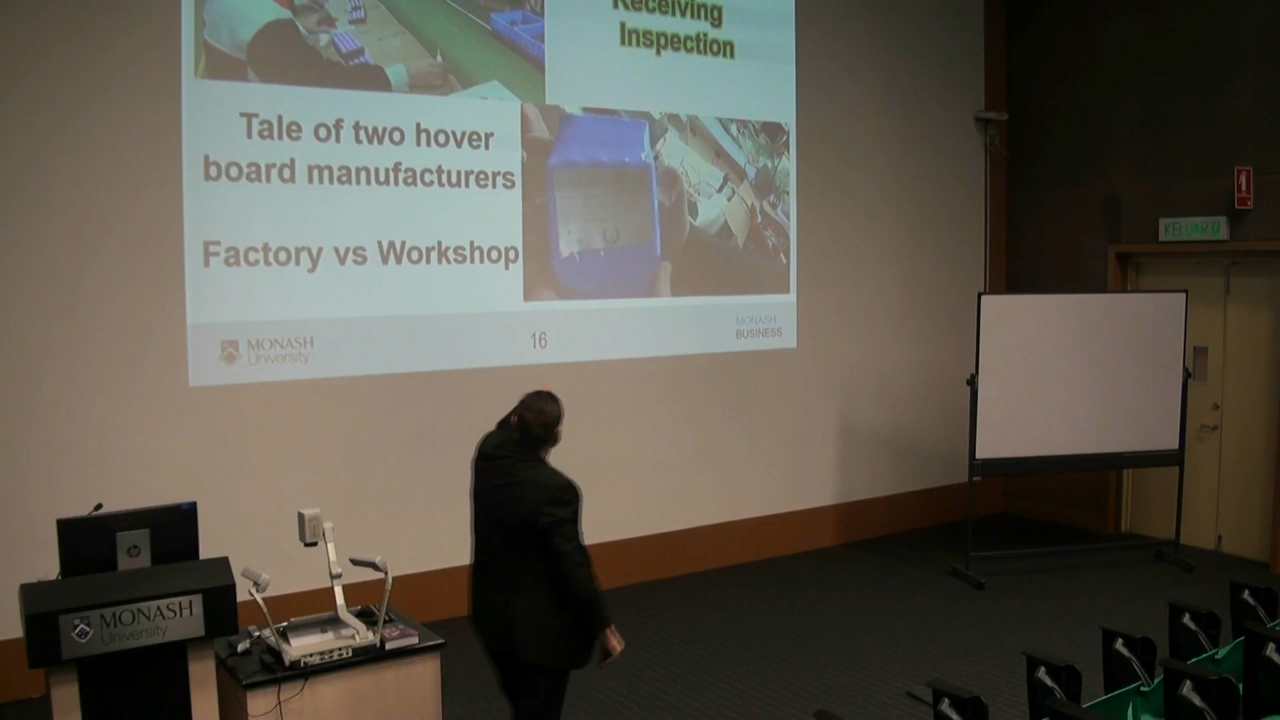 Receiving
Inspection
Tale of two hover
board manufacturers
Factory vs Workshop
MONASH
University
16
MONASH
BUSINESS
KELUAR
hp
MONASH
University